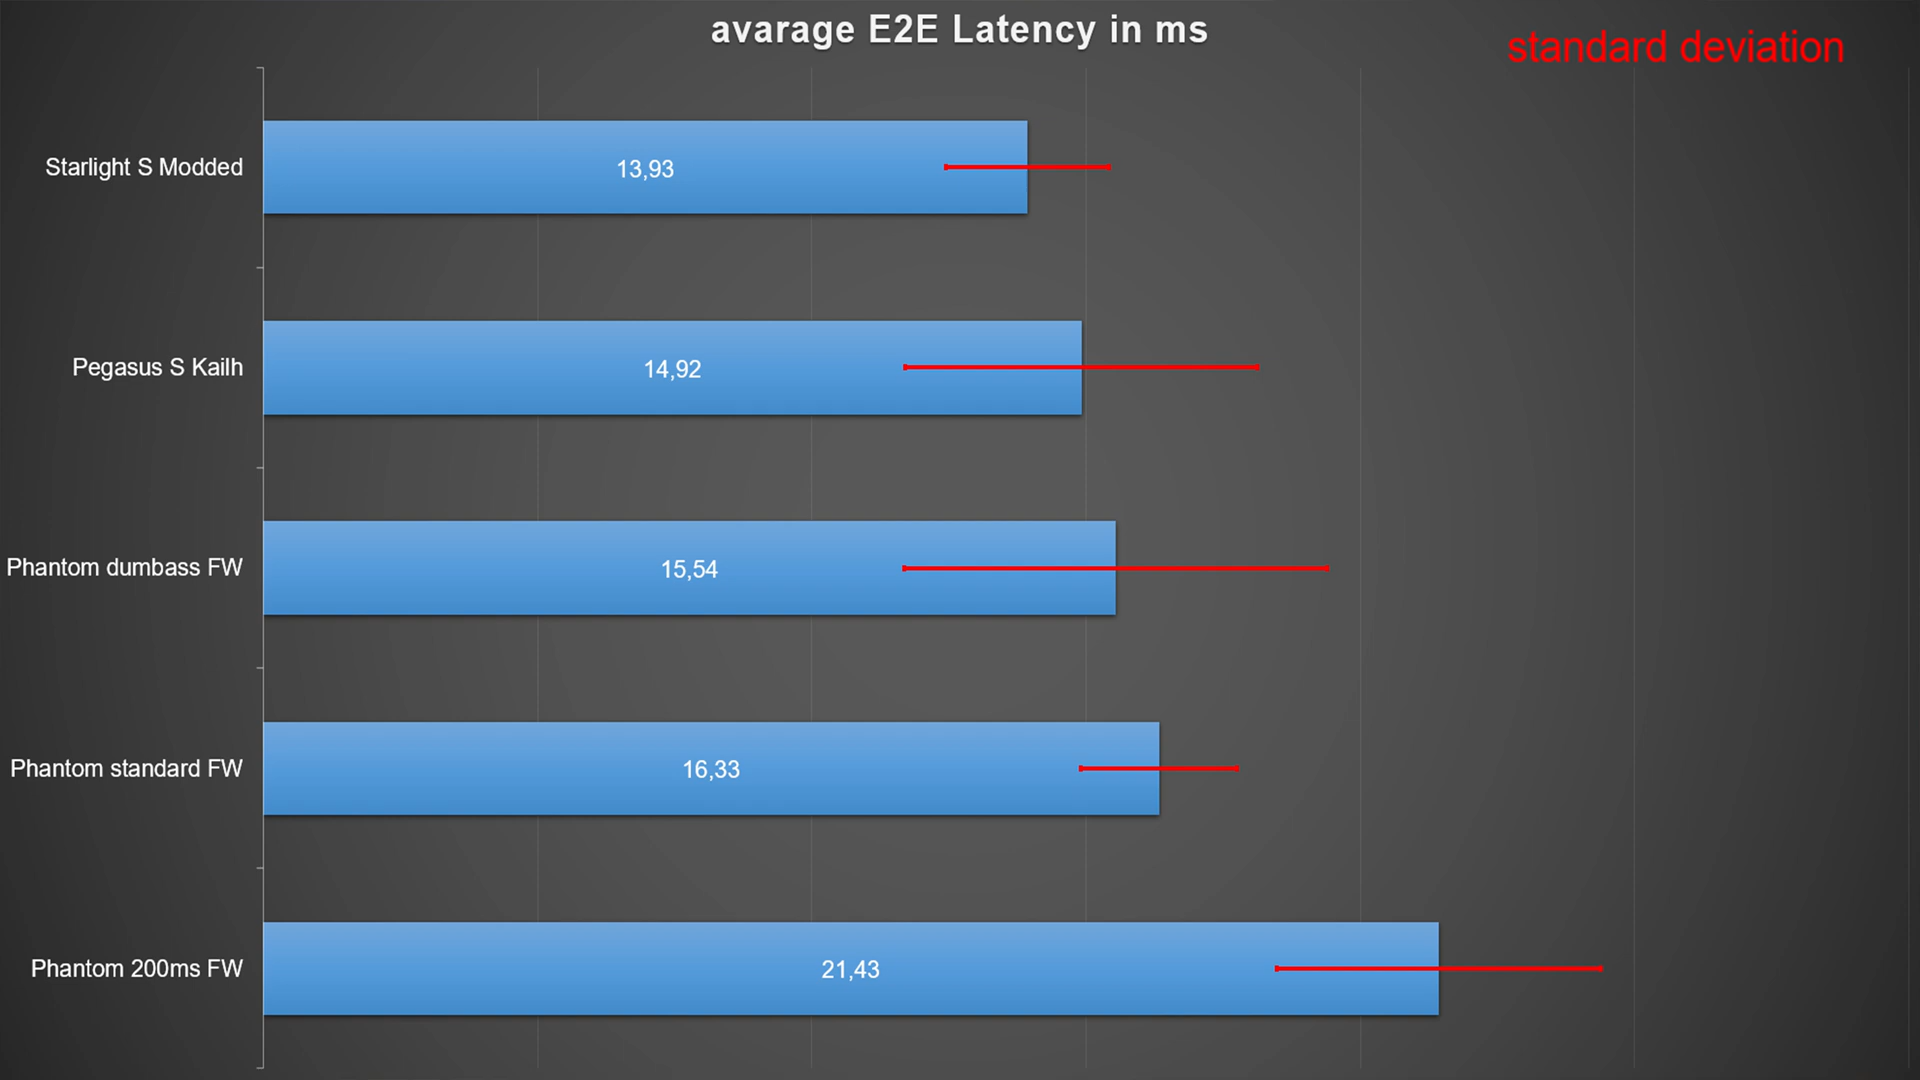 avarage E2E Latency in ms
standard deviation
Starlight S Modded
13,93
Pegasus S Kailh
14,92
Phantom dumbass FW
15,54
Phantom standard FW
16,33
Phantom 200ms FW
21,43